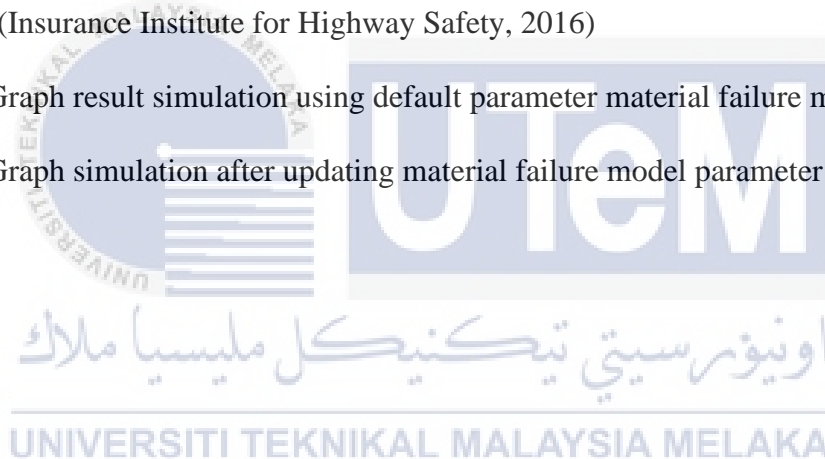 (Insurance Institute for Highway Safety, 2016)
Graph result simulation using default parameter material failure
Graph simulation after updating material failure model parameter
UTeM
اونيۏرسيتي تيكنيكل مليسيا ملاك
UNIVERSITI TEKNIKAL MALAYSIA MELAKA